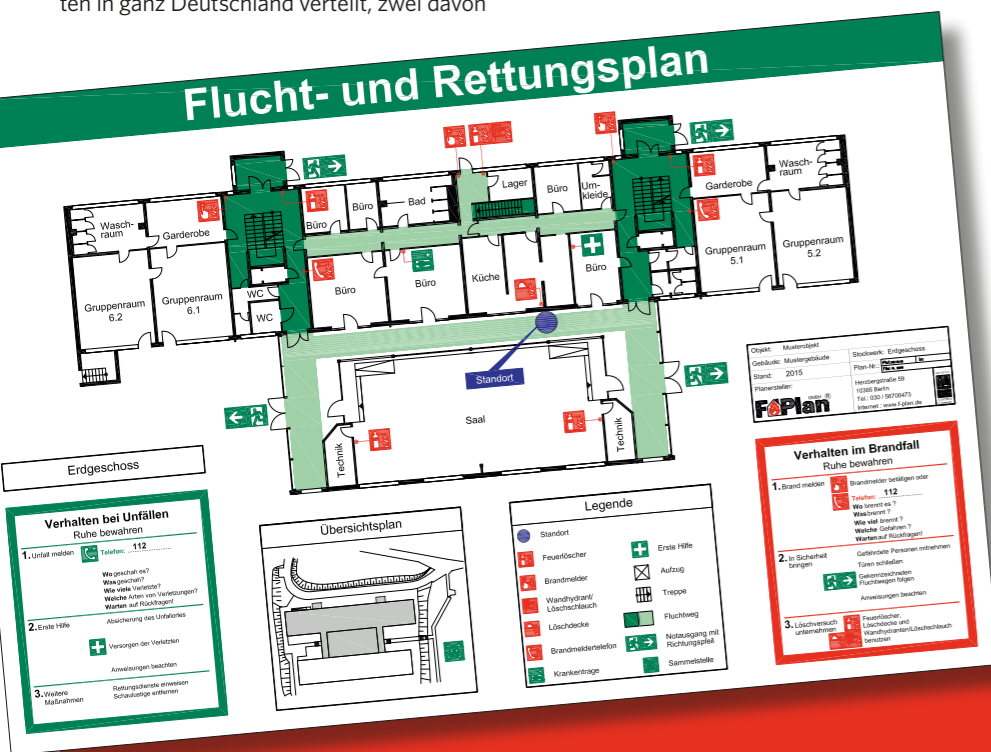 ten in ganz Deutschland verteilt, zwei davon
Flucht- und Rettungsplan
Wasch-
raum
Garderobe
Büro
Büro
Bad
Lager
Büro
Um-
kleide
Garderobe
Wasch-
raum
Gruppenraum
6.2
Gruppenraum
6.1
WC
WC
Büro
Büro
Küche
Büro
Gruppenraum
5.1
Gruppenraum
5.2
Standort
Saal
Technik
Technik
Objekt: Musterobjekt
Gebäude: Mustergebäude
Stockwerk: Erdgeschoss
Stand: 2015
Plan-Nr.:
Planersteller:
F-Plan
Herzbergstraße 59
10365 Berlin
Tel.: 030 / 56700473
Internet : www.f-plan.de
Erdgeschoss
Verhalten bei Unfällen
Ruhe bewahren
1. Unfall melden Telefon: 112
Wo geschah es?
Was geschah?
Wie viele Verletzte?
Welche Arten von Verletzungen?
Warten auf Rückfragen!
2. Erste Hilfe Absicherung des Unfallortes
Versorgen der Verletzten
Anweisungen beachten
3. Weitere Maßnahmen
Rettungsdienste einweisen
Schaulustige entfernen
Übersichtsplan
Legende
Standort
Feuerlöscher
Brandmelder
Wandhydrant/
Löschschlauch
Löschdecke
Brandmeldertelefon
Krankentrage
Erste Hilfe
Aufzug
Treppe
Fluchtweg
Notausgang mit
Richtungspfeil
Sammelstelle
Verhalten im Brandfall
Ruhe bewahren
1. Brand melden Brandmelder betätigen oder
Telefon: 112
Wo brennt es ?
Was brennt ?
Wie viel brennt ?
Welche Gefahren ?
Warten auf Rückfragen!
2. In Sicherheit
bringen
Gefährdete Personen mitnehmen
Türen schließen
Gekennzeichneten
Fluchtwegen folgen
Anweisungen beachten
3. Löschversuch
unternehmen
Feuerlöscher,
Löschdecke und
Wandhydranten/Löschschlauch
benutzen